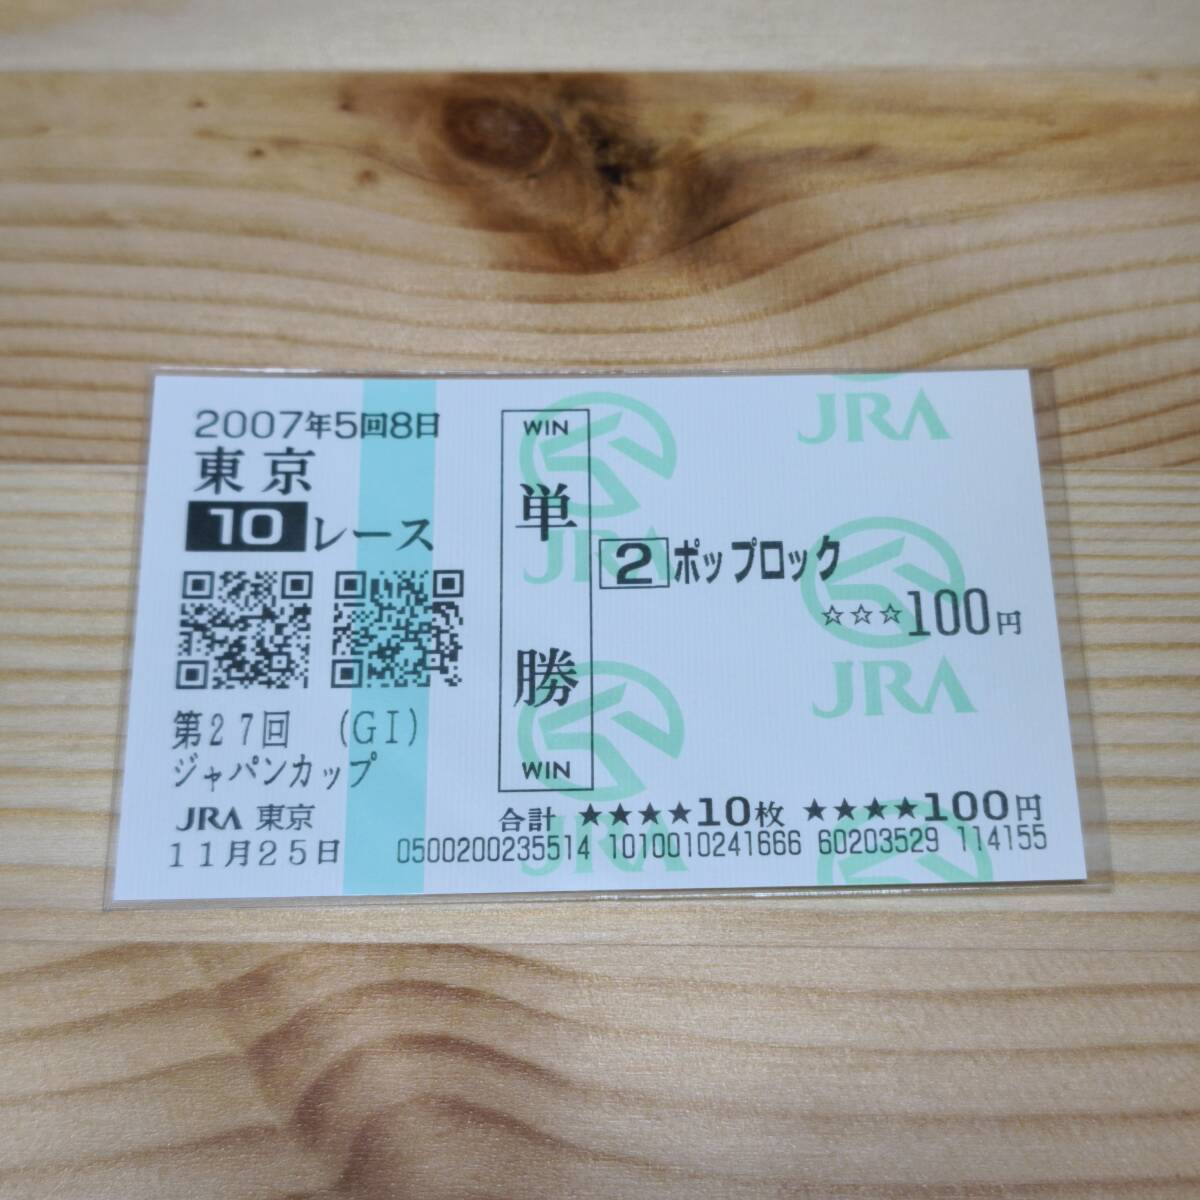 2007年5回8日
東京
10レース
第27回 (GI)
ジャパンカップ
JRA 東京
11月25日
WIN
単勝
WIN
2 ポップロック
☆☆☆100円
合計 ★★★★10枚 ★★★★100円
0500200235514 1010010241666 60203529 114155
JRA
JRA
JRA
JRA